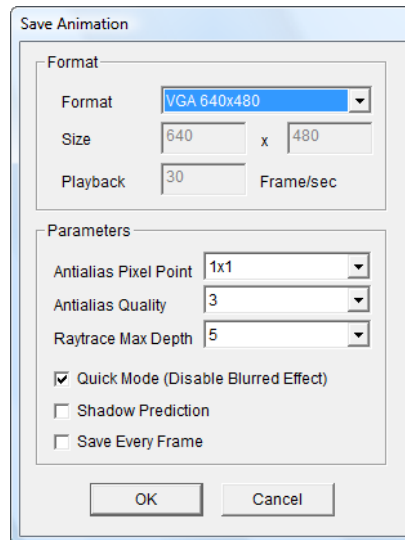 Save Animation
Format
Format VGA 640x480
Size 640 x 480
Playback 30 Frame/sec
Parameters
Antialias Pixel Point 1x1
Antialias Quality 3
Raytrace Max Depth 5
Quick Mode (Disable Blurred Effect)
Shadow Prediction
Save Every Frame
OK Cancel